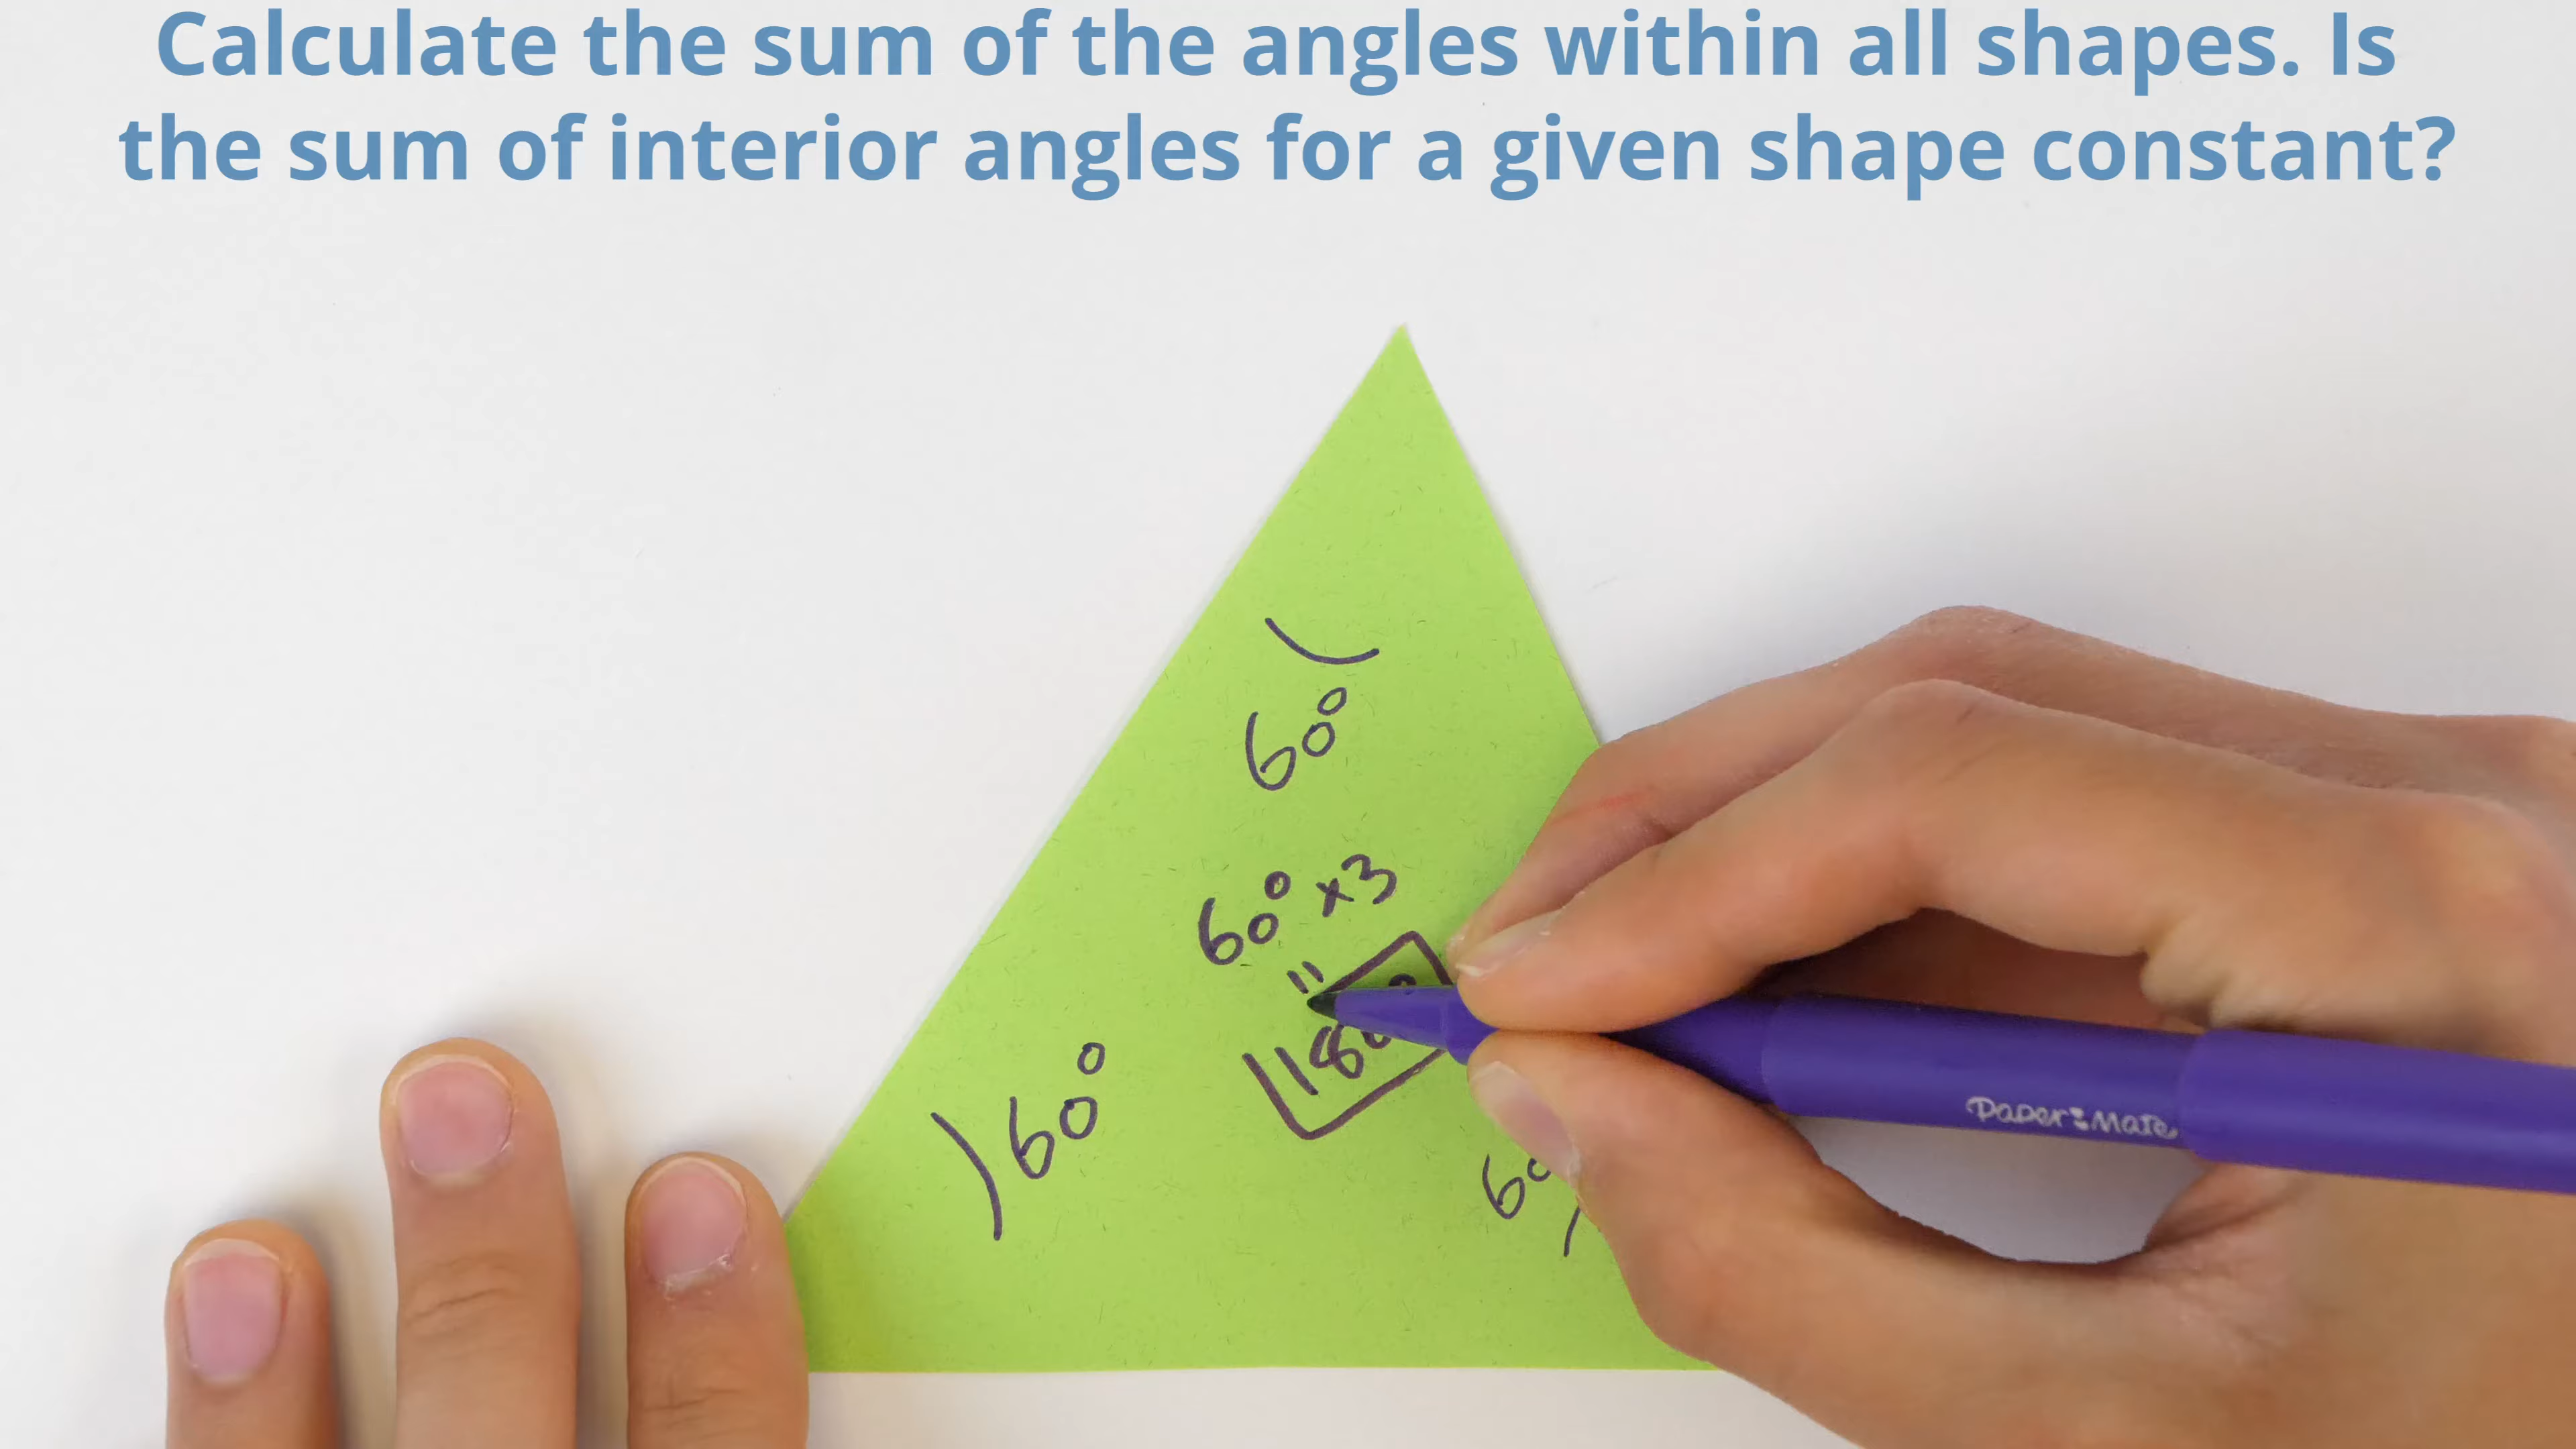 Calculate the sum of the angles within all shapes. Is
the sum of interior angles for a given shape constant?
60°
60° x3
"
60°
Paper:Mate